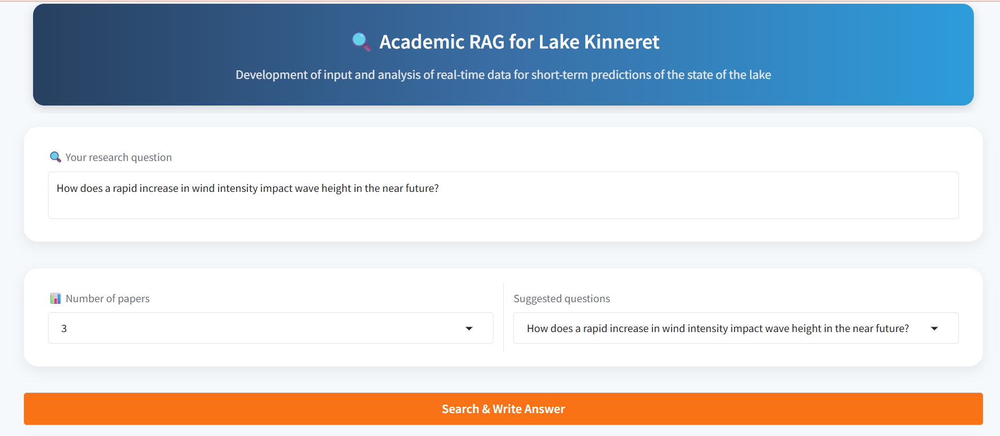 Academic RAG for Lake Kinneret
Development of input and analysis of real-time data for short-term predictions of the state of the lake
Your research question
How does a rapid increase in wind intensity impact wave height in the near future?
Number of papers
3
Suggested questions
How does a rapid increase in wind intensity impact wave height in the near future?
Search & Write Answer